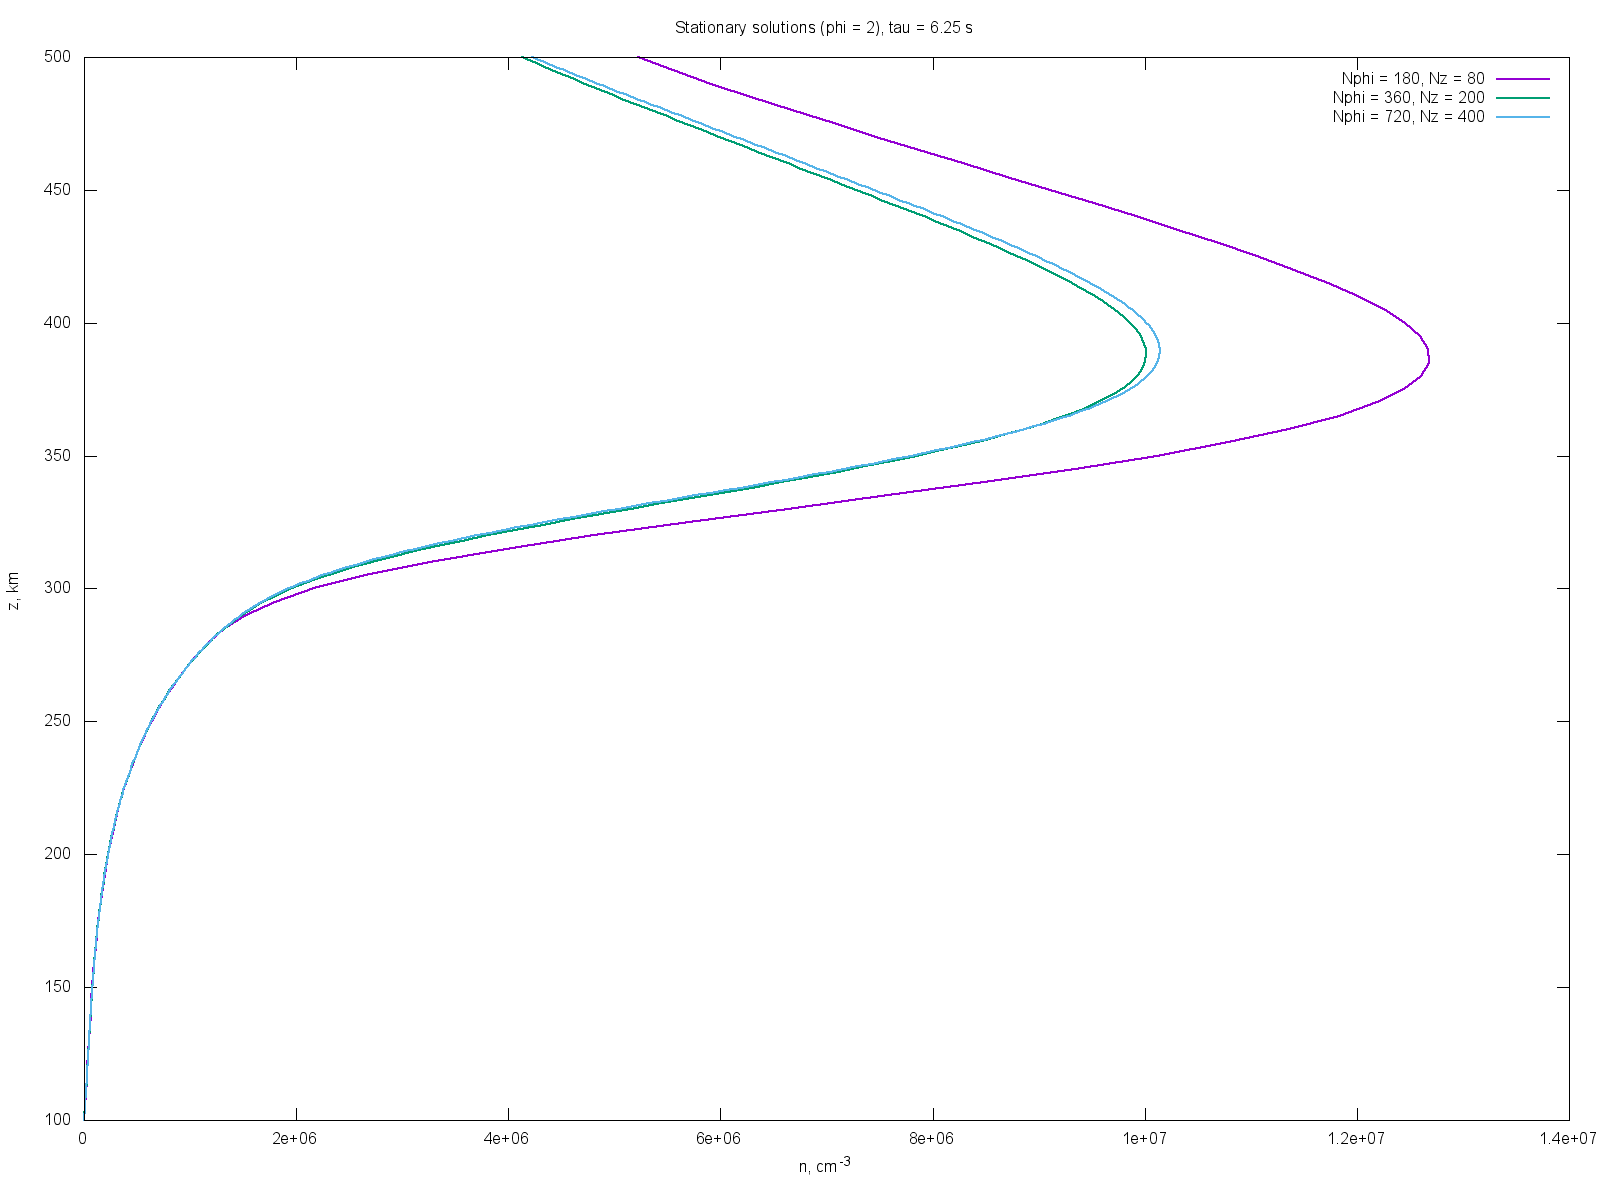 Stationary solutions (phi = 2), tau = 6.25 s
Nphi = 180, Nz = 80
Nphi = 360, Nz = 200
Nphi = 720, Nz = 400
500
450
400
350
300
250
200
150
100
z, km
0
2e+06
4e+06
6e+06
8e+06
1e+07
1.2e+07
1.4e+07
n, cm-3